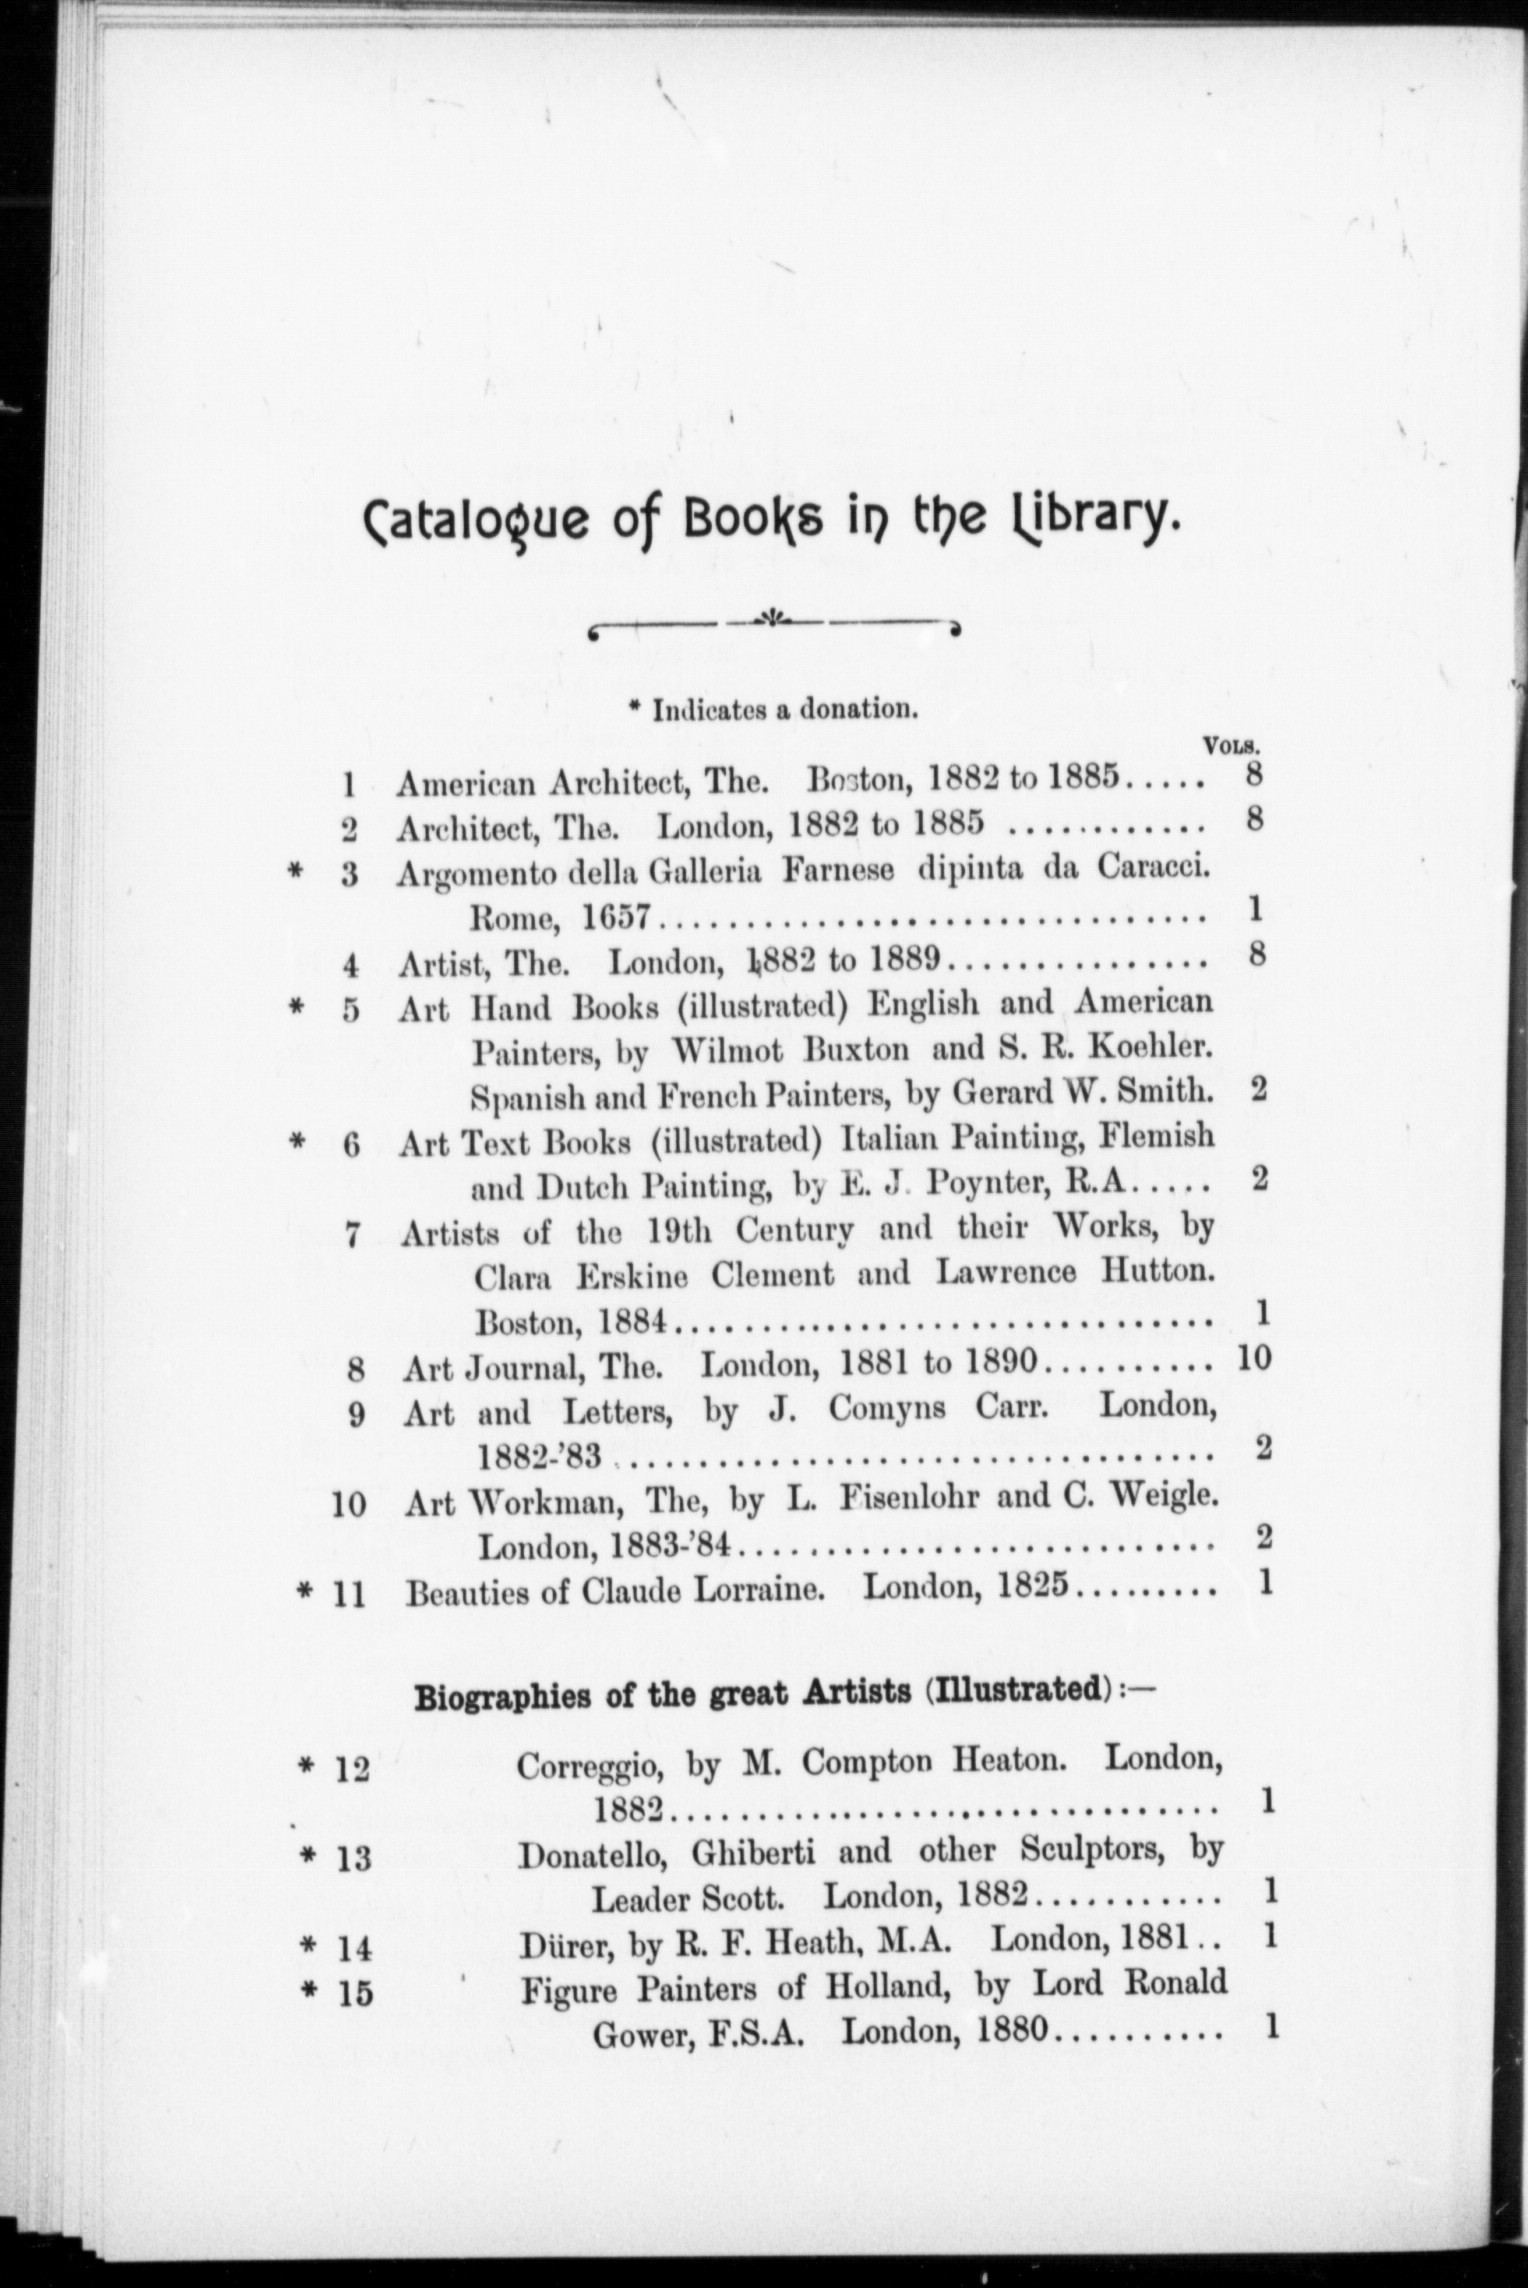 Catalogue of Books in the Library.
* Indicates a donation.
VOLS.
1 American Architect, The. Boston, 1882 to 1885..... 8
2 Architect, The. London, 1882 to 1885 ............ 8
* 3 Argomento della Galleria Farnese dipinta da Caracci.
Rome, 1657............................... 1
4 Artist, The. London, 1882 to 1889............... 8
* 5 Art Hand Books (illustrated) English and American
Painters, by Wilmot Buxton and S. R. Koehler.
Spanish and French Painters, by Gerard W. Smith. 2
* 6 Art Text Books (illustrated) Italian Painting, Flemish
and Dutch Painting, by E. J. Poynter, R.A..... 2
7 Artists of the 19th Century and their Works, by
Clara Erskine Clement and Lawrence Hutton.
Boston, 1884.............................. 1
8 Art Journal, The. London, 1881 to 1890.......... 10
9 Art and Letters, by J. Comyns Carr. London,
1882-'83 .................................. 2
10 Art Workman, The, by L. Eisenlohr and C. Weigle.
London, 1883-'84........................... 2
* 11 Beauties of Claude Lorraine. London, 1825......... 1
Biographies of the great Artists (Illustrated):—
* 12 Correggio, by M. Compton Heaton. London,
1882............................... 1
* 13 Donatello, Ghiberti and other Sculptors, by
Leader Scott. London, 1882........... 1
* 14 Dürer, by R. F. Heath, M.A. London, 1881.. 1
* 15 Figure Painters of Holland, by Lord Ronald
Gower, F.S.A. London, 1880.......... 1